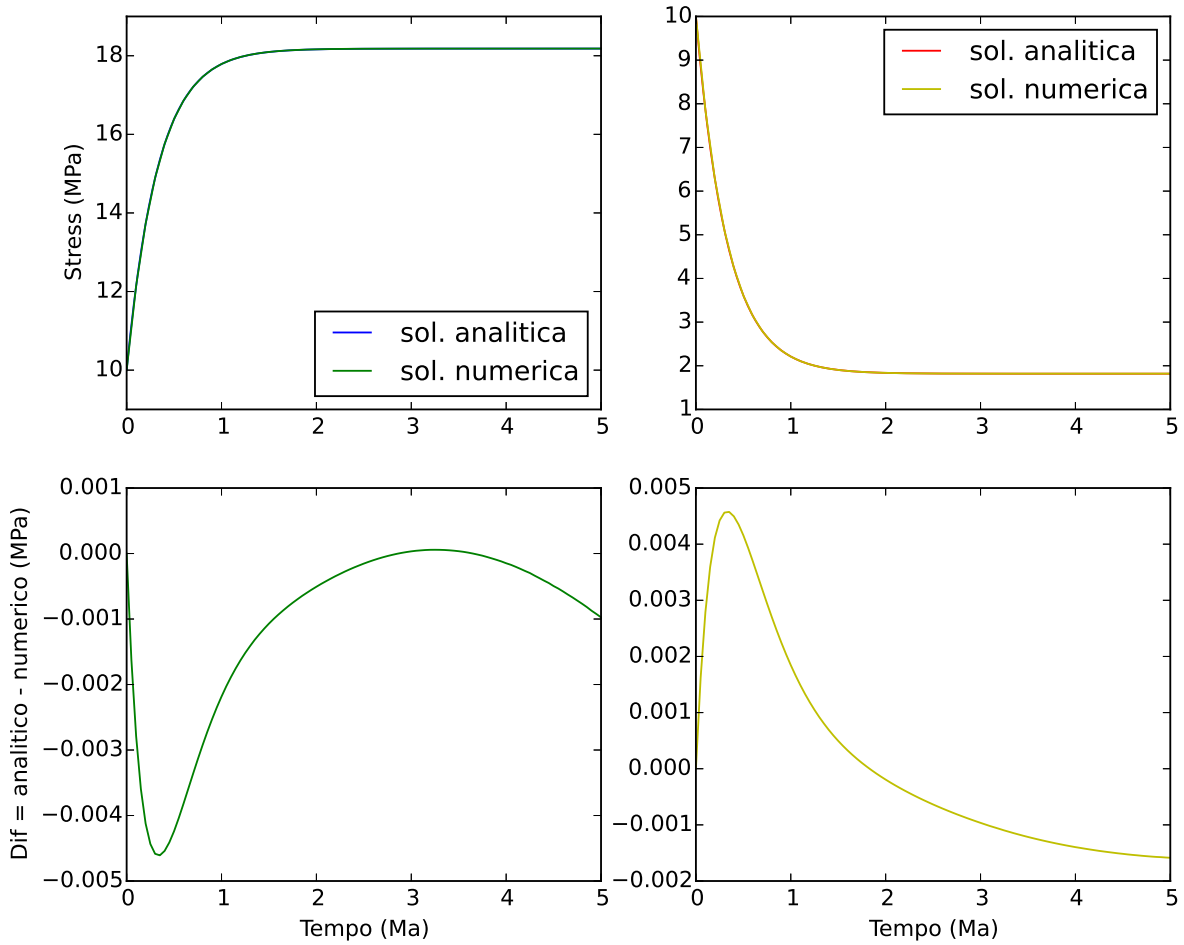 Stress (MPa)
18
16
14
12
10
0 1 2 3 4 5
sol. analitica
sol. numerica
10
9
8
7
6
5
4
3
2
1
0 1 2 3 4 5
sol. analitica
sol. numerica
Dif = analitico - numerico (MPa)
0.001
0.000
−0.001
−0.002
−0.003
−0.004
−0.005
0 1 2 3 4 5
Tempo (Ma)
0.005
0.004
0.003
0.002
0.001
0.000
−0.001
−0.002
0 1 2 3 4 5
Tempo (Ma)